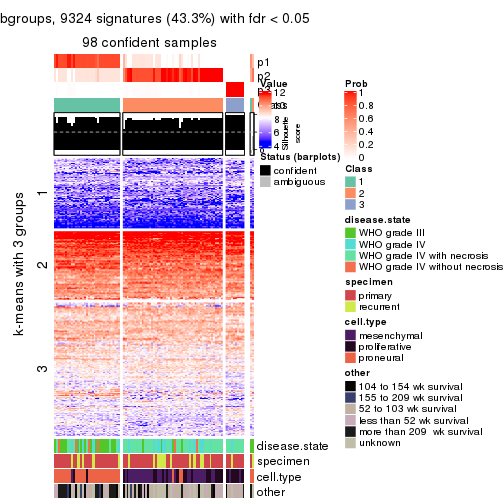 bgroups, 9324 signatures (43.3%) with fdr < 0.05
98 confident samples
p1
p2
p3
Class
Silhouette
score
k-means with 3 groups
1
2
3
disease.state
specimen
cell.type
other
Value
12
10
8
6
4
Status (barplots)
confident
ambiguous
Prob
1
0.8
0.6
0.4
0.2
0
Class
1
2
3
disease.state
WHO grade III
WHO grade IV
WHO grade IV with necrosis
WHO grade IV without necrosis
specimen
primary
recurrent
cell.type
mesenchymal
proliferative
proneural
other
104 to 154 wk survival
155 to 209 wk survival
52 to 103 wk survival
less than 52 wk survival
more than 209  wk survival
unknown